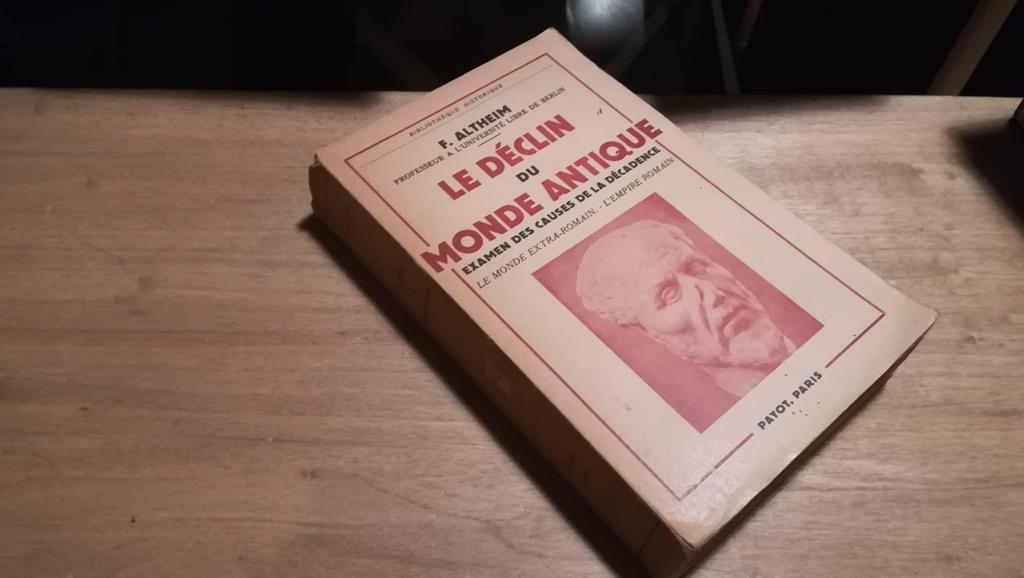 BIBLIOTHÈQUE HISTORIQUE
F. ALTHEIM
PROFESSEUR A L'UNIVERSITÉ LIBRE DE BERLIN
LE DÉCLIN
DU
MONDE ANTIQUE
EXAMEN DES CAUSES DE LA DÉCADENCE
LE MONDE EXTRA-ROMAIN. - L'EMPIRE ROMAIN
PAYOT, PARIS